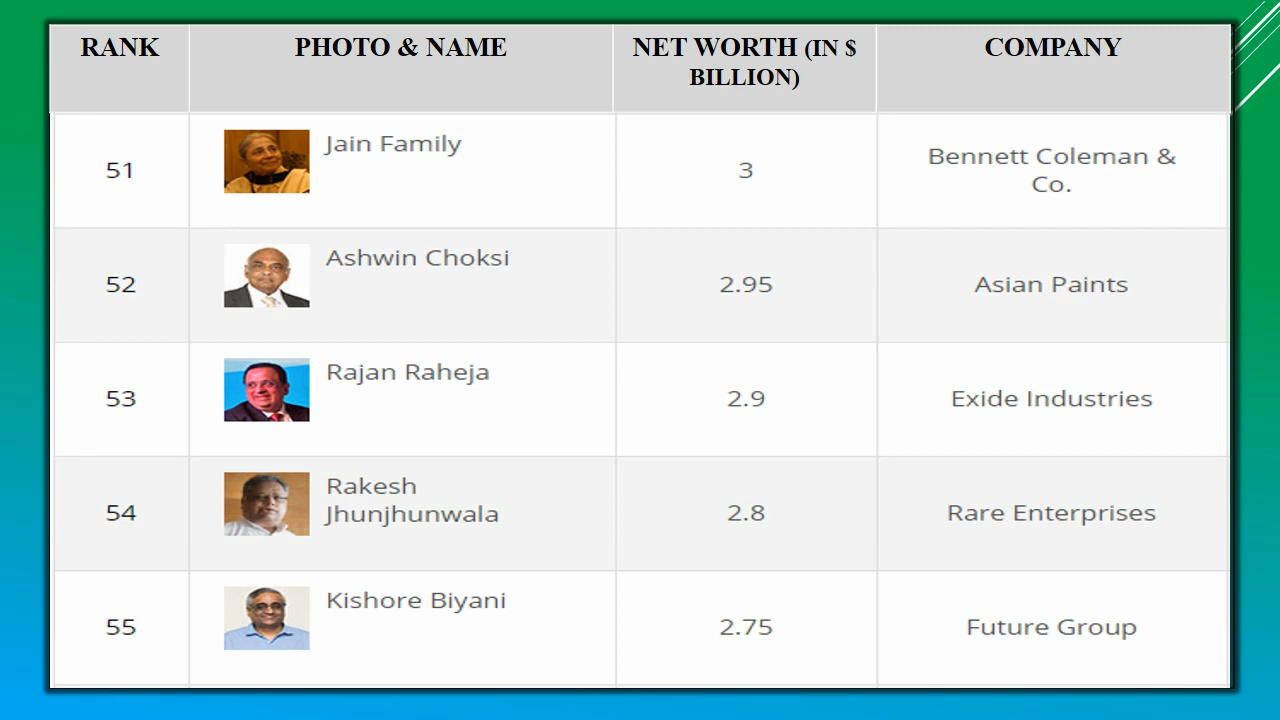 RANK
PHOTO & NAME
NET WORTH (IN $
BILLION)
COMPANY
51
Jain Family
3
Bennett Coleman &
Co.
52
Ashwin Choksi
2.95
Asian Paints
53
Rajan Raheja
2.9
Exide Industries
54
Rakesh
Jhunjhunwala
2.8
Rare Enterprises
55
Kishore Biyani
2.75
Future Group